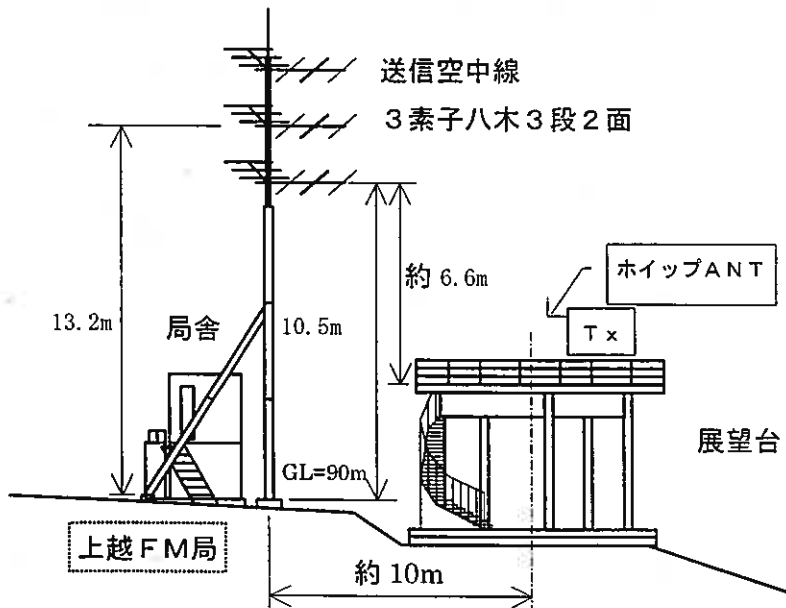 送信空中線
3素子八木3段2面
ホイップANT
Tx
約 6.6m
13.2m
局舎
10.5m
展望台
GL=90m
上越FM局
約 10m